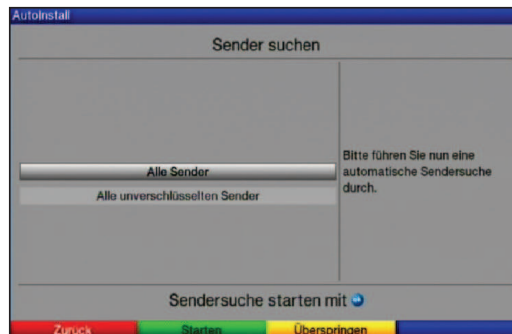 AutoInstall
Sender suchen
Alle Sender
Alle unverschlüsselten Sender
Bitte führen Sie nun eine
automatische Sendersuche
durch.
Sendersuche starten mit
Zurück
Starten
Überspringen